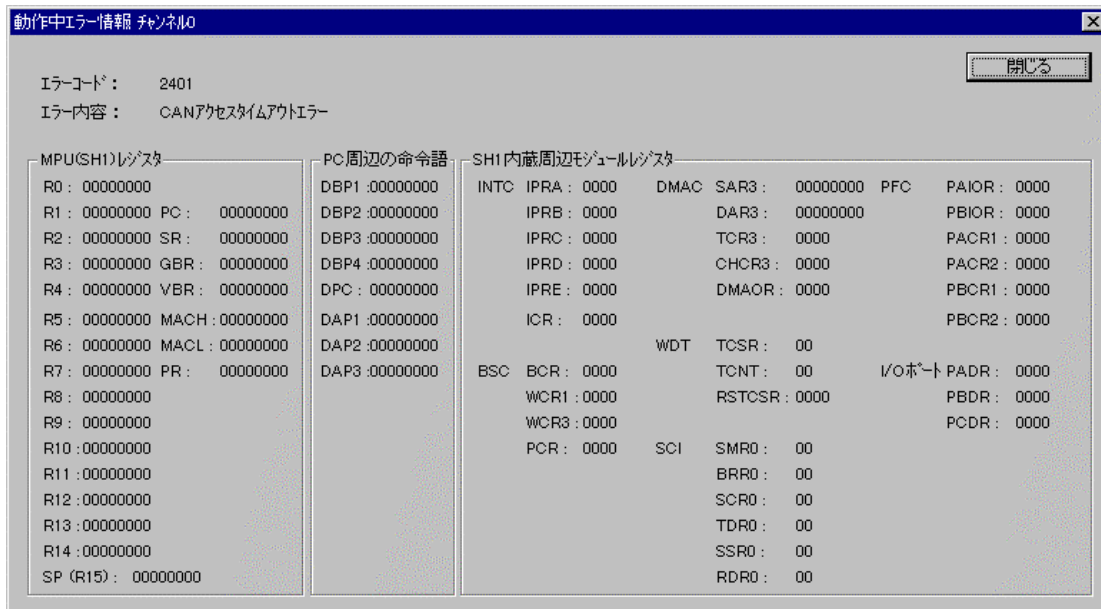 動作中エラー情報 チャンネル0
閉じる
エラーコード： 2401
エラー内容： CANアクセスタイムアウトエラー
MPU(SH1)レジスタ
R0 : 00000000
R1 : 00000000 PC : 00000000
R2 : 00000000 SR : 00000000
R3 : 00000000 GBR : 00000000
R4 : 00000000 VBR : 00000000
R5 : 00000000 MACH : 00000000
R6 : 00000000 MACL : 00000000
R7 : 00000000 PR : 00000000
R8 : 00000000
R9 : 00000000
R10 : 00000000
R11 : 00000000
R12 : 00000000
R13 : 00000000
R14 : 00000000
SP (R15) : 00000000
PC周辺の命令語
DBP1 :00000000
DBP2 :00000000
DBP3 :00000000
DBP4 :00000000
DPC : 00000000
DAP1 :00000000
DAP2 :00000000
DAP3 :00000000
SH1内蔵周辺モジュールレジスタ
INTC IPRA : 0000 DMAC SAR3 : 00000000 PFC PAIOR : 0000
IPRB : 0000 DAR3 : 00000000 PBIOR : 0000
IPRC : 0000 TCR3 : 0000 PACR1 : 0000
IPRD : 0000 CHCR3 : 0000 PACR2 : 0000
IPRE : 0000 DMAOR : 0000 PBCR1 : 0000
ICR : 0000 PBCR2 : 0000
WDT TCSR : 00
BSC BCR : 0000 TCNT : 00 I/Oポート PADR : 0000
WCR1 : 0000 RSTCSR : 0000 PBDR : 0000
WCR3 : 0000 PCDR : 0000
PCR : 0000 SCI SMR0 : 00
BRR0 : 00
SCR0 : 00
TDR0 : 00
SSR0 : 00
RDR0 : 00